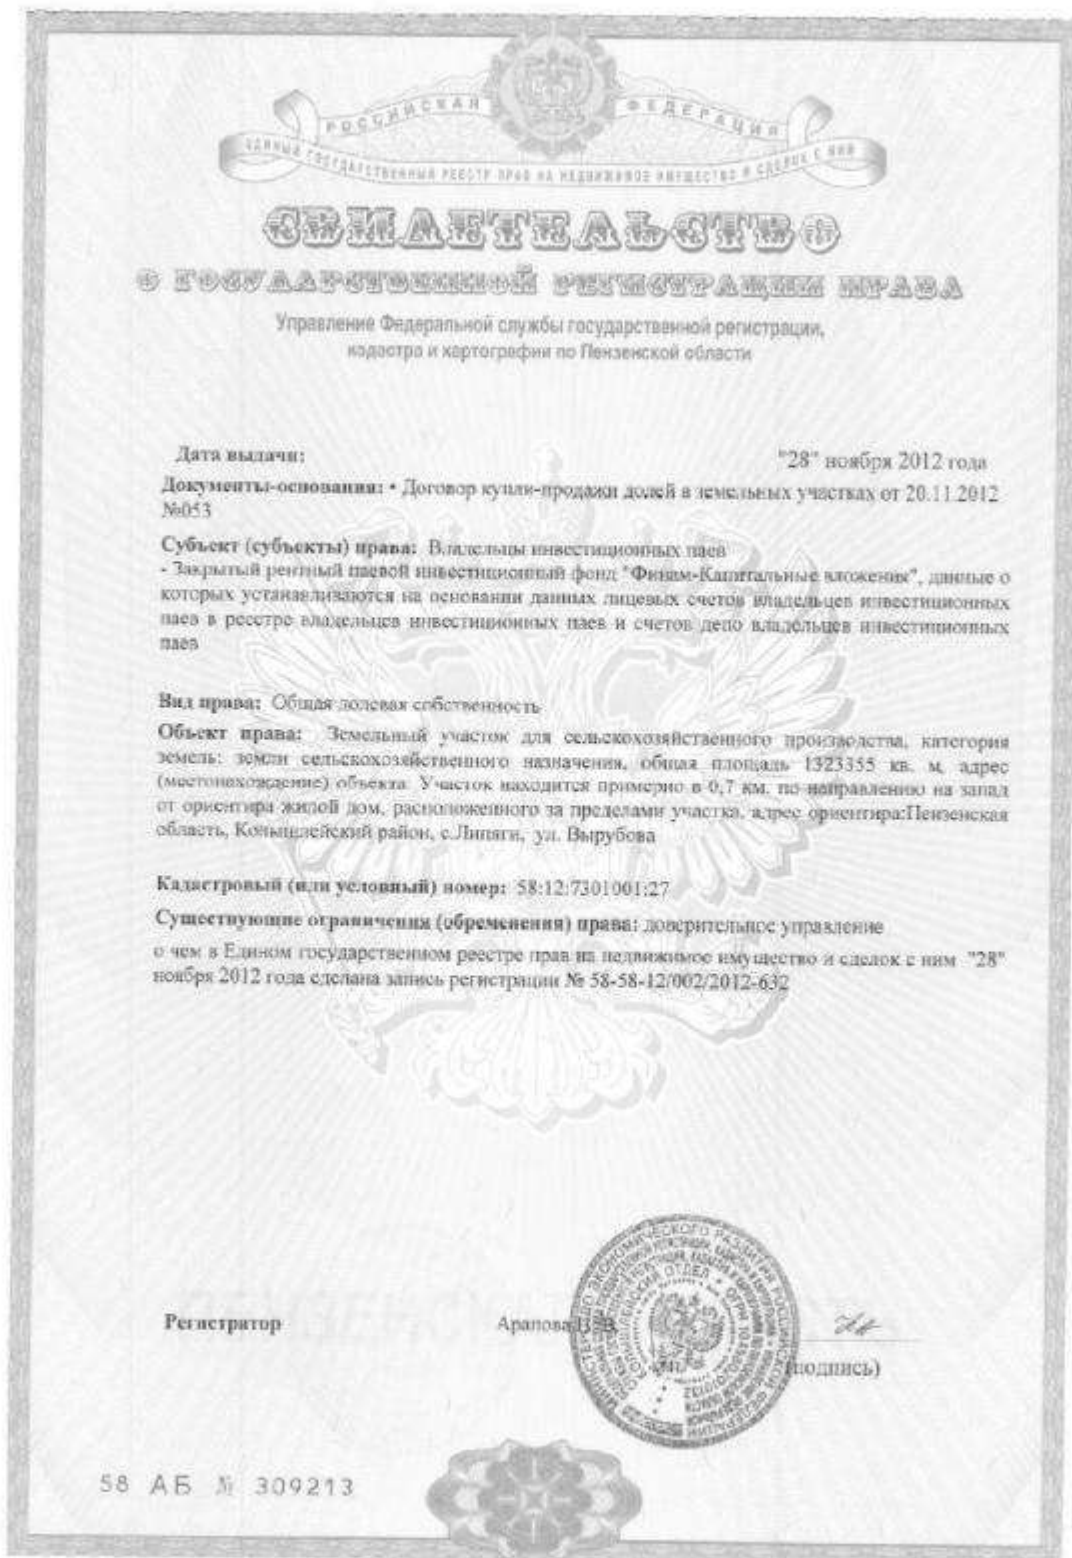 РОССИЙСКАЯ ФЕДЕРАЦИЯ
ЕДИНЫЙ ГОСУДАРСТВЕННЫЙ РЕЕСТР ПРАВ НА НЕДВИЖИМОЕ ИМУЩЕСТВО И СДЕЛОК С НИМ
СВИДЕТЕЛЬСТВО
О ГОСУДАРСТВЕННОЙ РЕГИСТРАЦИИ ПРАВА
Управление Федеральной службы государственной регистрации,
кадастра и картографии по Пензенской области
Дата выдачи: "28" ноября 2012 года
Документы-основания: • Договор купли-продажи долей в земельных участках от 20.11.2012
№053
Субъект (субъекты) права: Владельцы инвестиционных паев
- Закрытый рентный паевой инвестиционный фонд "Финам-Капитальные вложения", данные о
которых устанавливаются на основании данных лицевых счетов владельцев инвестиционных
паев в реестре владельцев инвестиционных паев и счетов депо владельцев инвестиционных
паев
Вид права: Общая долевая собственность
Объект права: Земельный участок для сельскохозяйственного производства, категория
земель: земли сельскохозяйственного назначения, общая площадь 1323355 кв. м, адрес
(местонахождение) объекта: Участок находится примерно в 0,7 км, по направлению на запад
от ориентира жилой дом, расположенного за пределами участка, адрес ориентира:Пензенская
область, Колышлейский район, с.Липяги, ул. Вырубова
Кадастровый (или условный) номер: 58:12:7301001:27
Существующие ограничения (обременения) права: доверительное управление
о чем в Едином государственном реестре прав на недвижимое имущество и сделок с ним "28"
ноября 2012 года сделана запись регистрации № 58-58-12/002/2012-632
Регистратор Арапова
(подпись)
МИНИСТЕРСТВО ЭКОНОМИЧЕСКОГО РАЗВИТИЯ РОССИЙСКОЙ ФЕДЕРАЦИИ
КОЛЫШЛЕЙСКИЙ ОТДЕЛ
58 АБ № 309213